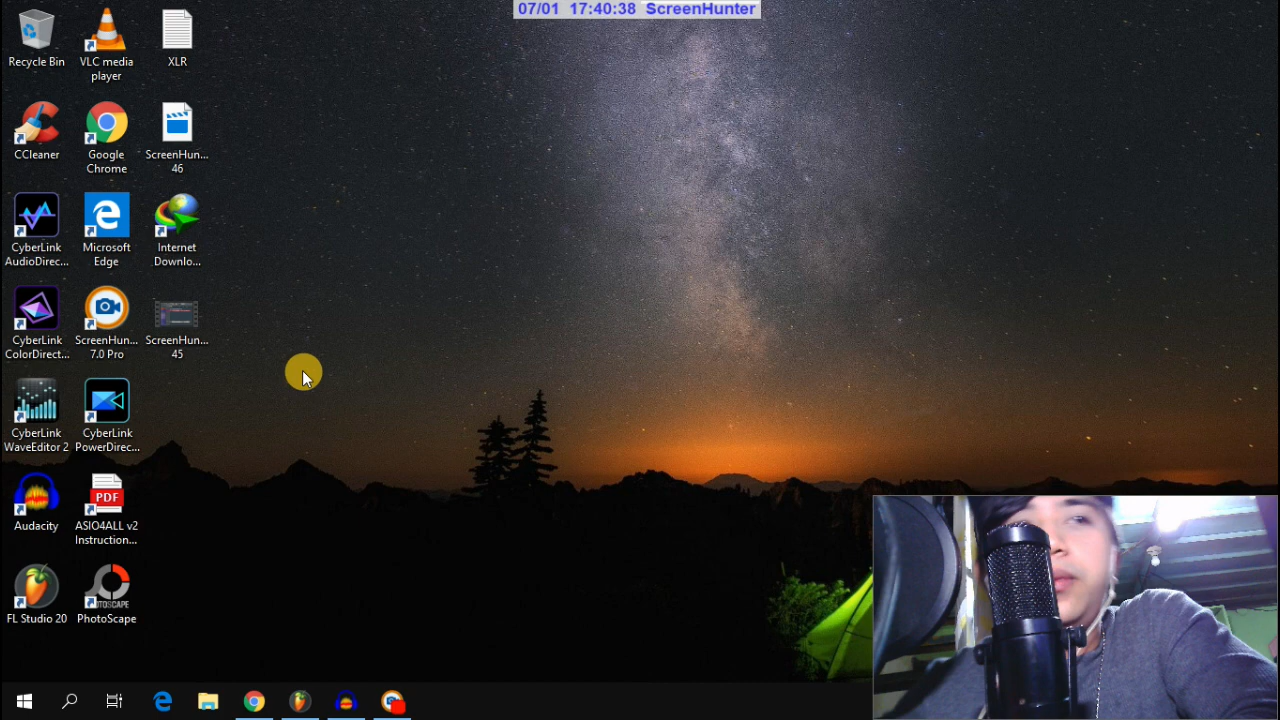 07/01 17:40:38 ScreenHunter
Recycle Bin
VLC media
player
XLR
CCleaner
Google
Chrome
ScreenHun...
46
CyberLink
AudioDirec...
Microsoft
Edge
Internet
Downlo...
CyberLink
ColorDirect...
ScreenHun...
7.0 Pro
ScreenHun...
45
CyberLink
WaveEditor 2
CyberLink
PowerDirec...
Audacity
PDF
ASIO4ALL v2
Instruction...
FL Studio 20
PhotoScape